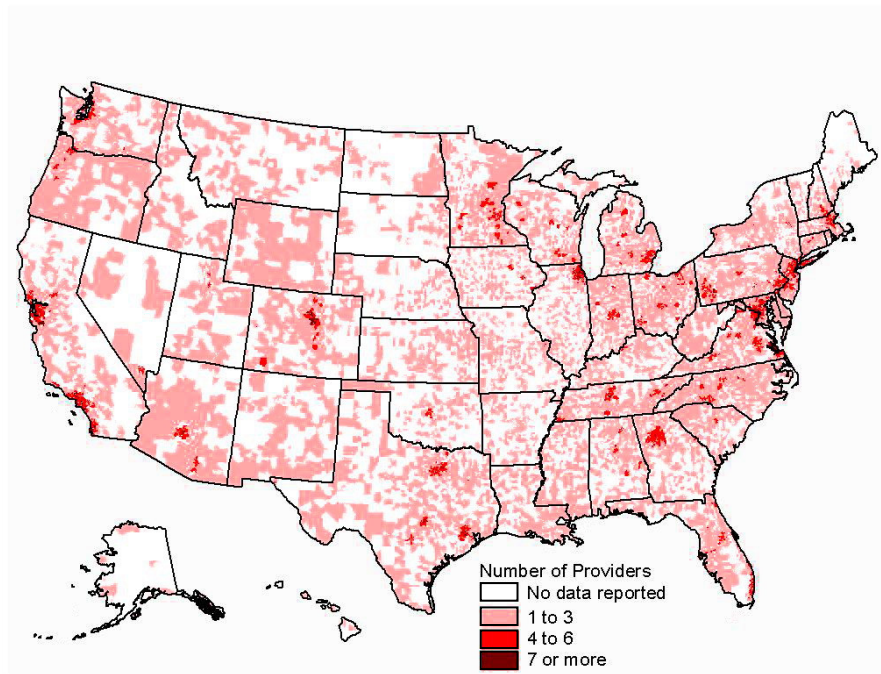 Number of Providers
No data reported
1 to 3
4 to 6
7 or more